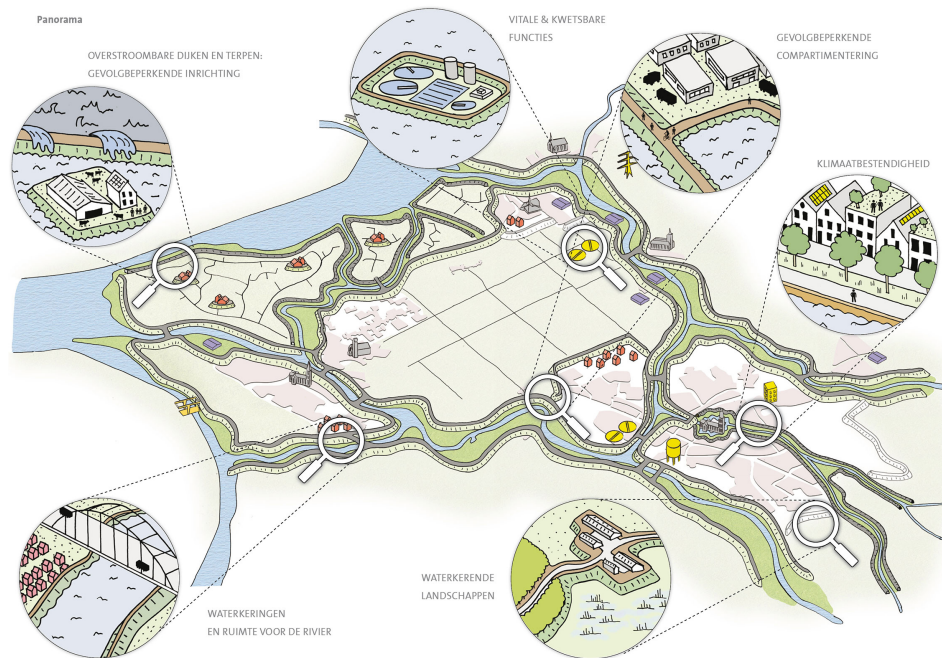 Panorama
OVERSTROOMBARE DIJKEN EN TERPEN:
GEVOLGBEPERKENDE INRICHTING
VITALE & KWETSBARE
FUNCTIES
GEVOLGBEPERKENDE
COMPARTIMENTERING
KLIMAATBESTENDIGHEID
WATERKERENDE
LANDSCHAPPEN
WATERKERINGEN
EN RUIMTE VOOR DE RIVIER